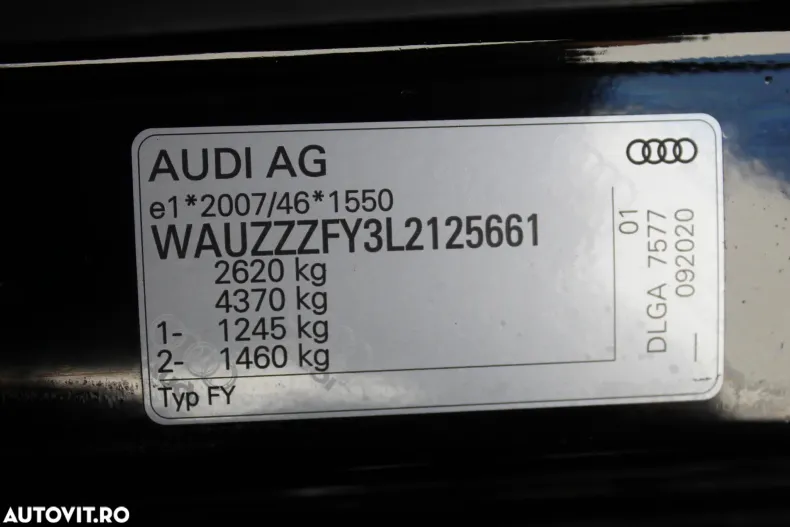 AUDI AG
e1*2007/46*1550
WAUZZZFY3L2125661
2620 kg
4370 kg
1- 1245 kg
2- 1460 kg
Typ FY
01
DLGA 7577
092020
AUTOVIT.RO